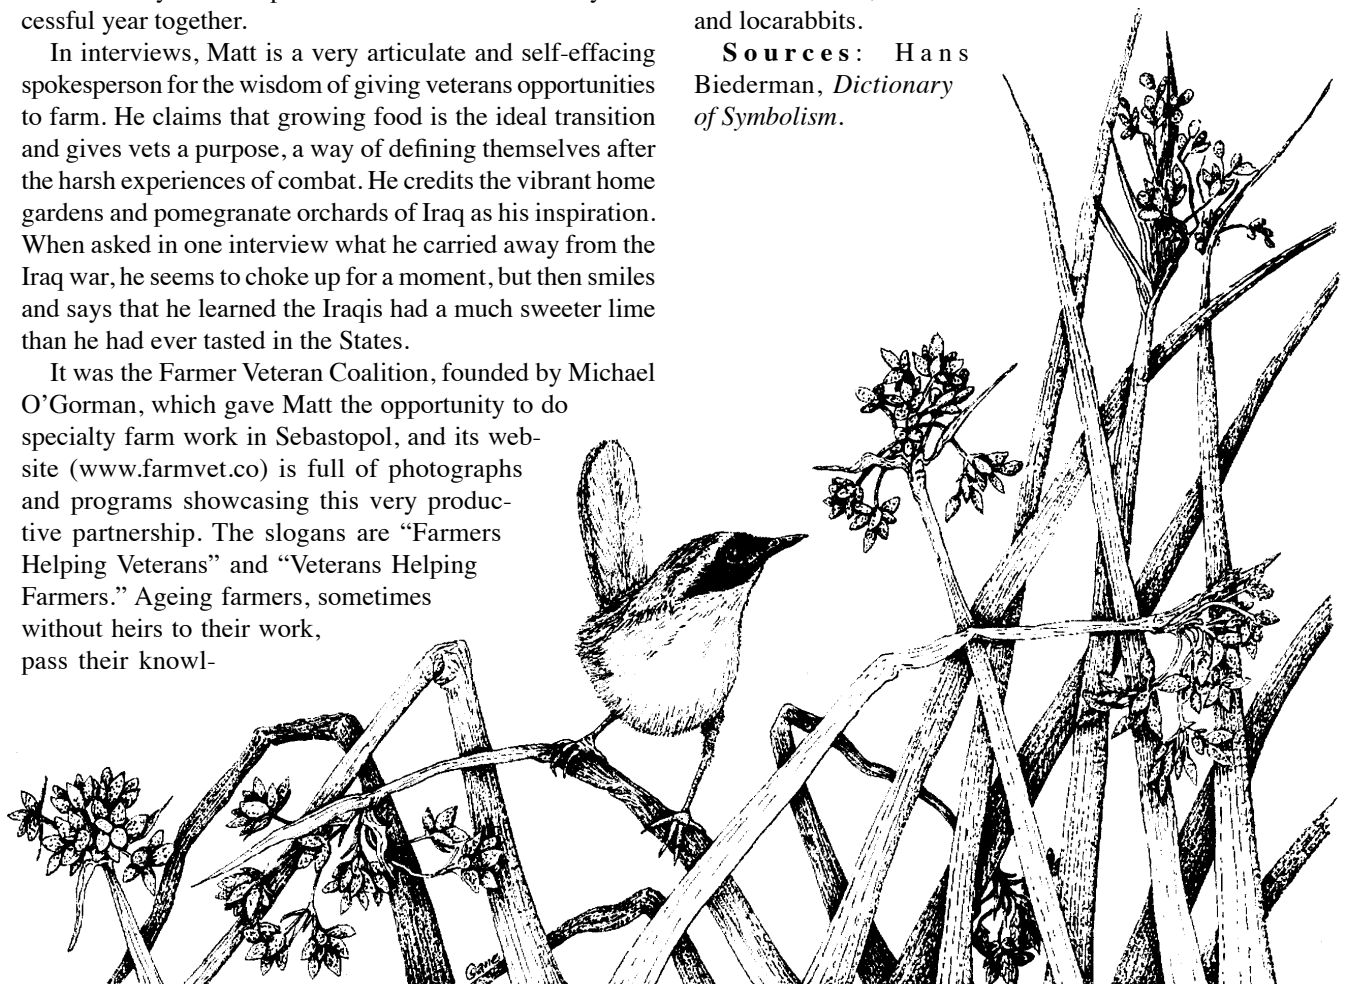 cessful year together.
In interviews, Matt is a very articulate and self-effacing
spokesperson for the wisdom of giving veterans opportunities
to farm. He claims that growing food is the ideal transition
and gives vets a purpose, a way of defining themselves after
the harsh experiences of combat. He credits the vibrant home
gardens and pomegranate orchards of Iraq as his inspiration.
When asked in one interview what he carried away from the
Iraq war, he seems to choke up for a moment, but then smiles
and says that he learned the Iraqis had a much sweeter lime
than he had ever tasted in the States.
It was the Farmer Veteran Coalition, founded by Michael
O’Gorman, which gave Matt the opportunity to do
specialty farm work in Sebastopol, and its web-
site (www.farmvet.co) is full of photographs
and programs showcasing this very produc-
tive partnership. The slogans are “Farmers
Helping Veterans” and “Veterans Helping
Farmers.” Ageing farmers, sometimes
without heirs to their work,
pass their knowl-
and locarabbits.
Sources: Hans
Biederman, Dictionary
of Symbolism.